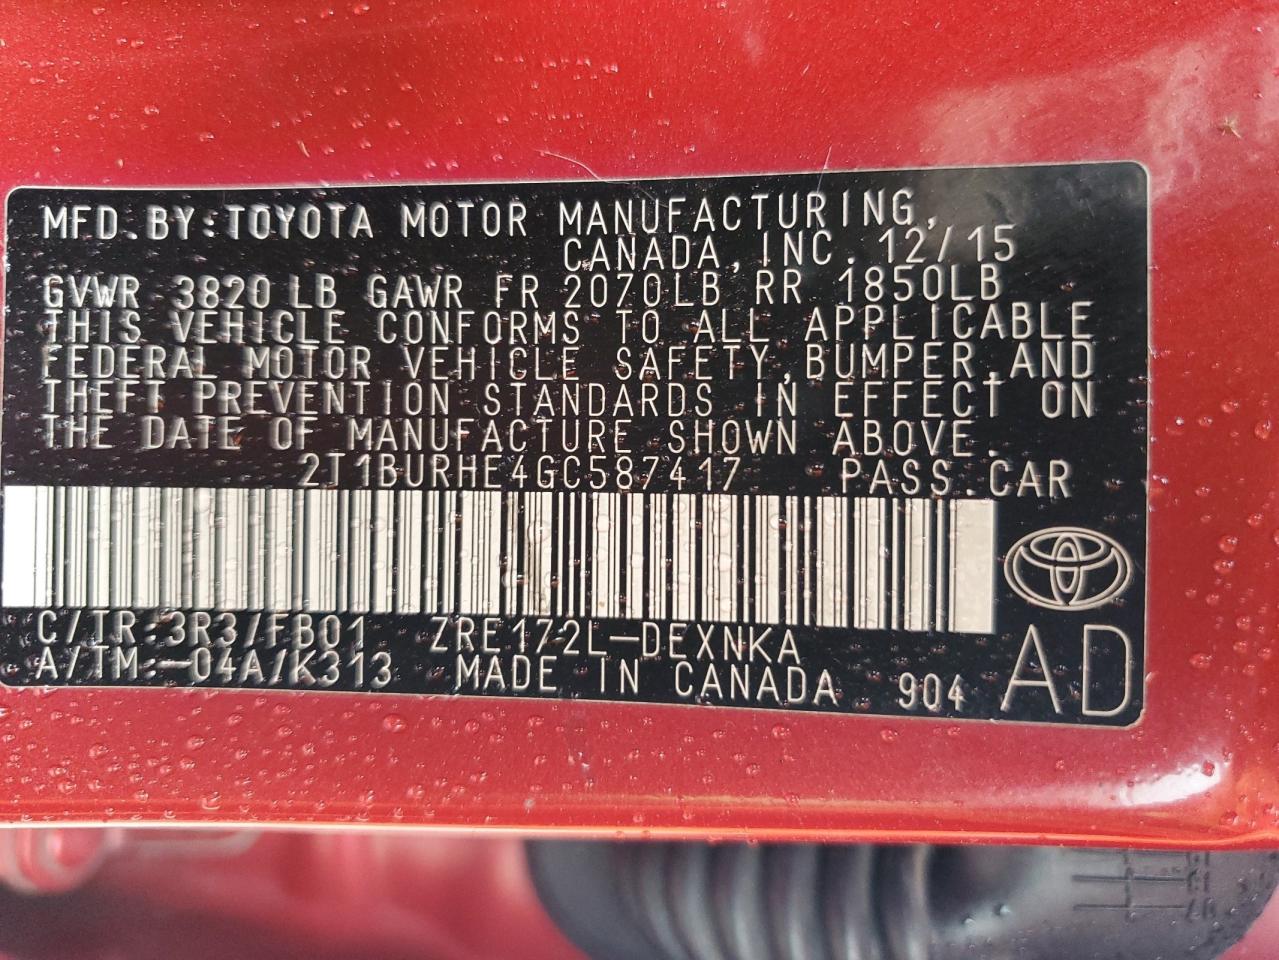 MFD.BY:TOYOTA MOTOR MANUFACTURING,
CANADA,INC. 12/15
GVWR 3820LB GAWR FR 2070LB RR 1850LB
THIS VEHICLE CONFORMS TO ALL APPLICABLE
FEDERAL MOTOR VEHICLE SAFETY,BUMPER,AND
THEFT PREVENTION STANDARDS IN EFFECT ON
THE DATE OF MANUFACTURE SHOWN ABOVE.
2T1BURHE4GC587417 PASS.CAR
C/TR:3R3/FB01 ZRE172L-DEXNKA
A/TM:-04A/K313 MADE IN CANADA 904 AD